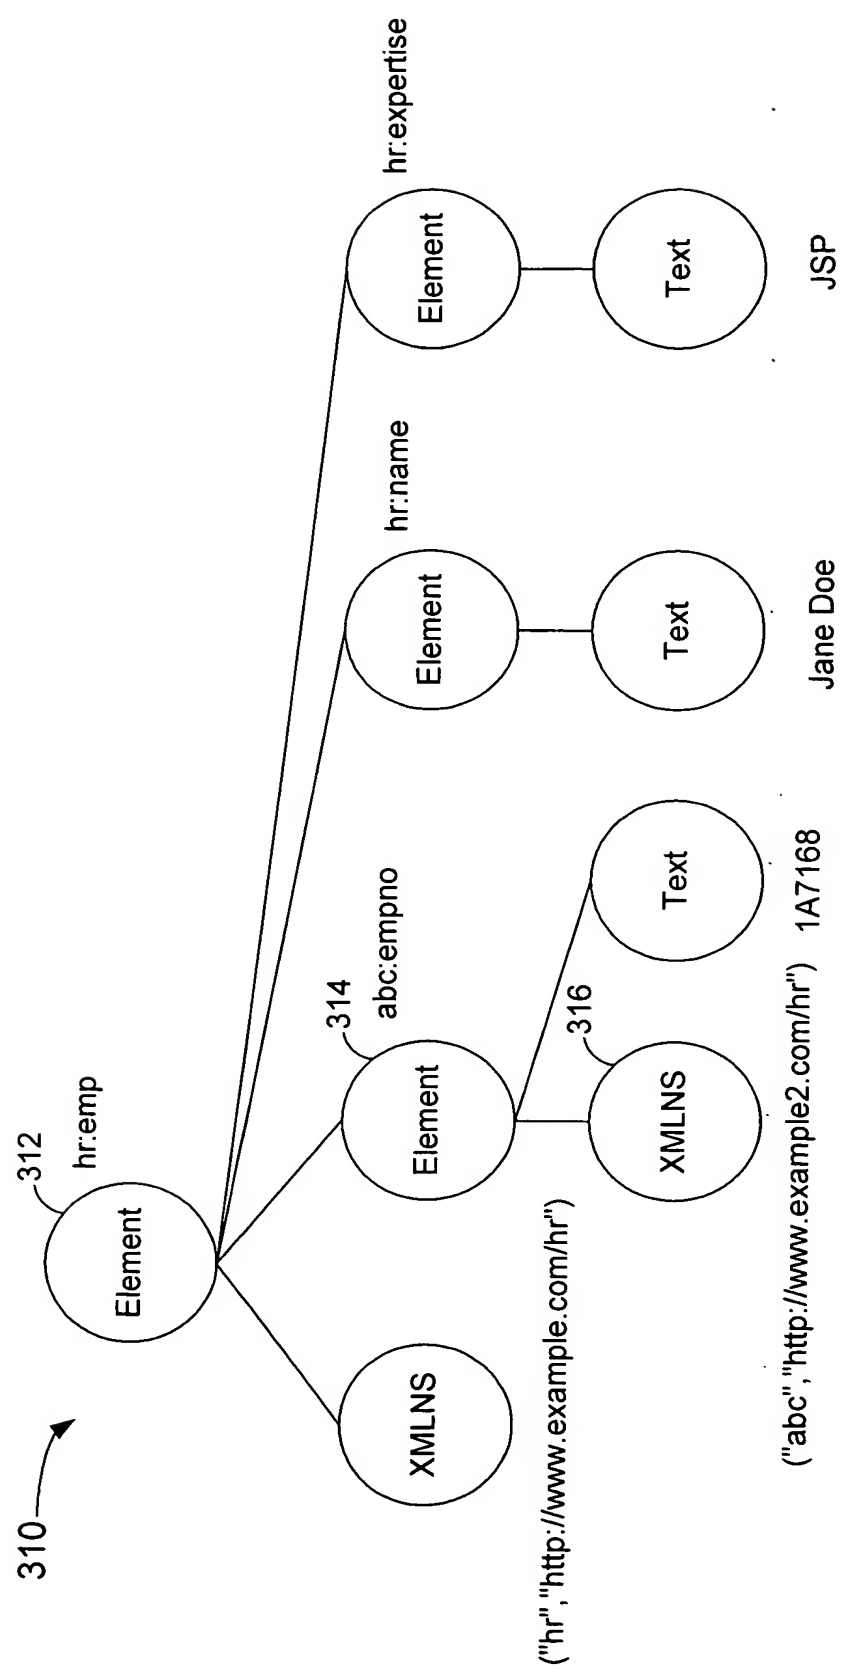 310
312
hr:emp
Element
XMLNS
("hr","http://www.example.com/hr")
314
abc:empno
Element
hr:name
Element
hr:expertise
Element
316
XMLNS
("abc","http://www.example2.com/hr")
Text
1A7168
Text
Jane Doe
Text
JSP